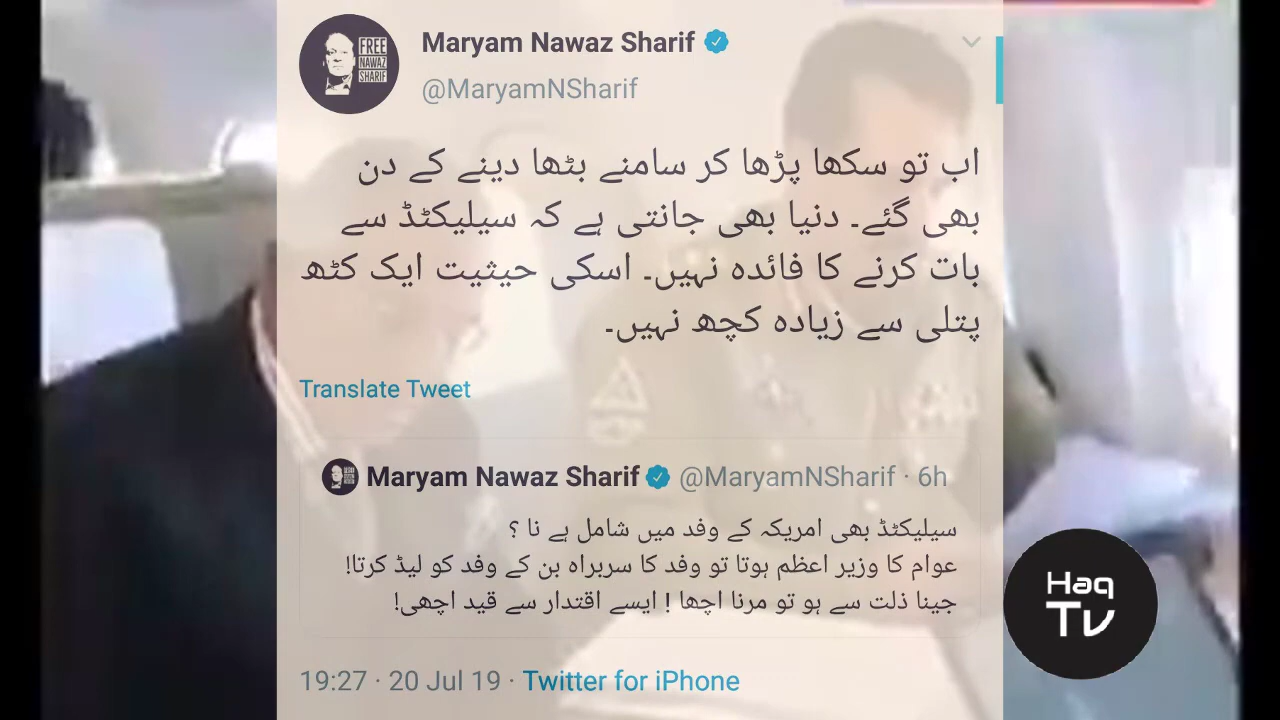 FREE
NAWAZ
SHARIF
Maryam Nawaz Sharif
@MaryamNSharif
اب تو سکھا پڑھا کر سامنے بٹھا دینے کے دن
بھی گئے۔ دنیا بھی جانتی ہے کہ سیلیکٹڈ سے
بات کرنے کا فائدہ نہیں۔ اسکی حیثیت ایک کٹھ
پتلی سے زیادہ کچھ نہیں۔
Translate Tweet
Maryam Nawaz Sharif @MaryamNSharif · 6h
سیلیکٹڈ بھی امریکہ کے وفد میں شامل ہے نا ؟
عوام کا وزیر اعظم ہوتا تو وفد کا سربراہ بن کے وفد کو لیڈ کرتا!
جینا ذلت سے ہو تو مرنا اچھا ! ایسے اقتدار سے قید اچھی!
19:27 · 20 Jul 19 · Twitter for iPhone
Haq
Tv